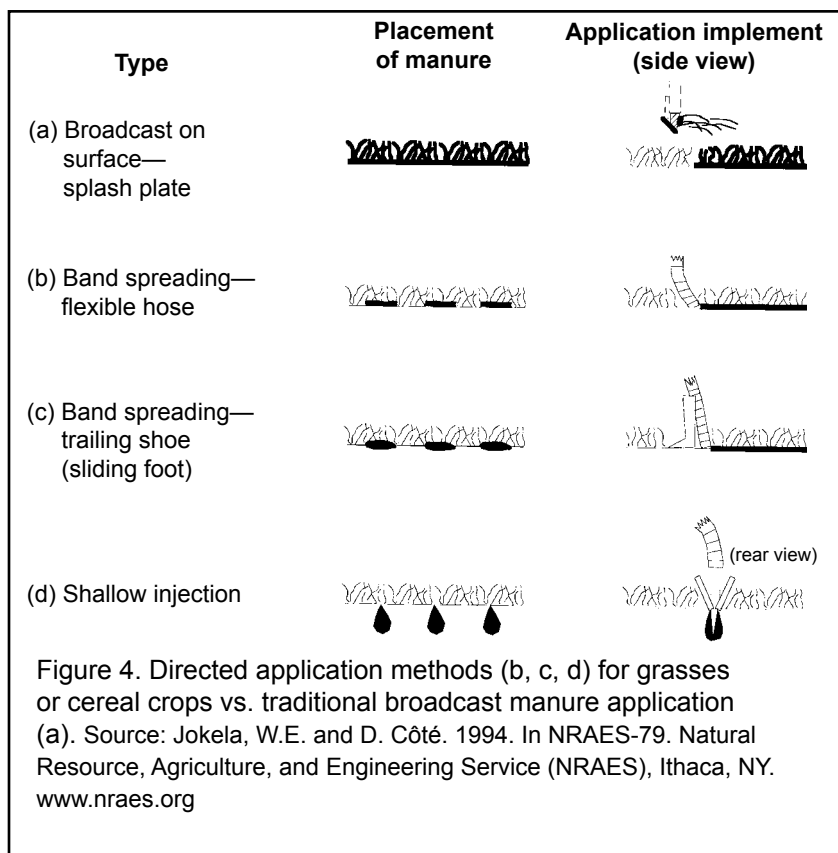 Type
Placement
of manure
Application implement
(side view)
(a) Broadcast on
surface—
splash plate
(b) Band spreading—
flexible hose
(c) Band spreading—
trailing shoe
(sliding foot)
(rear view)
(d) Shallow injection
Figure 4. Directed application methods (b, c, d) for grasses
or cereal crops vs. traditional broadcast manure application
(a). Source: Jokela, W.E. and D. Côté. 1994. In NRAES-79. Natural
Resource, Agriculture, and Engineering Service (NRAES), Ithaca, NY.
www.nraes.org